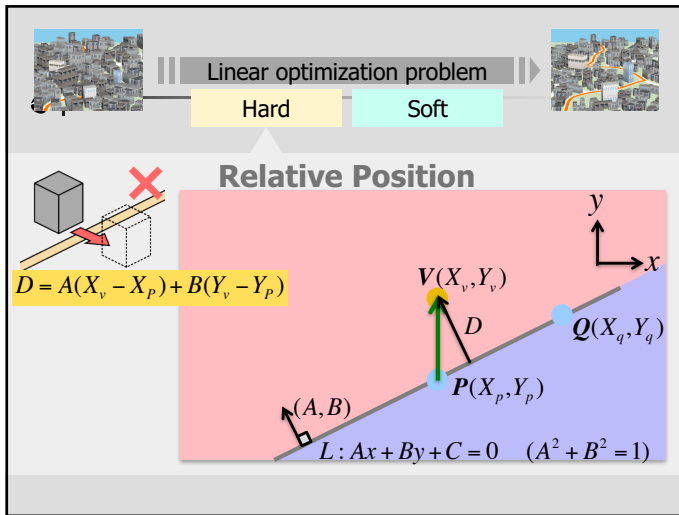 Linear optimization problem
Hard
Soft
Relative Position
y
x
V(X_v, Y_v)
D = A(X_v − X_P) + B(Y_v − Y_P)
D
Q(X_q, Y_q)
P(X_p, Y_p)
(A, B)
L : Ax + By + C = 0 (A² + B² = 1)